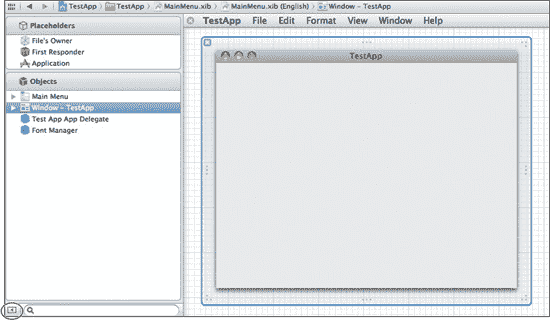 TestApp TestApp MainMenu.xib MainMenu.xib (English) Window - TestApp
Placeholders
File's Owner
First Responder
Application
Objects
Main Menu
Window - TestApp
Test App App Delegate
Font Manager
TestApp File Edit Format View Window Help
TestApp